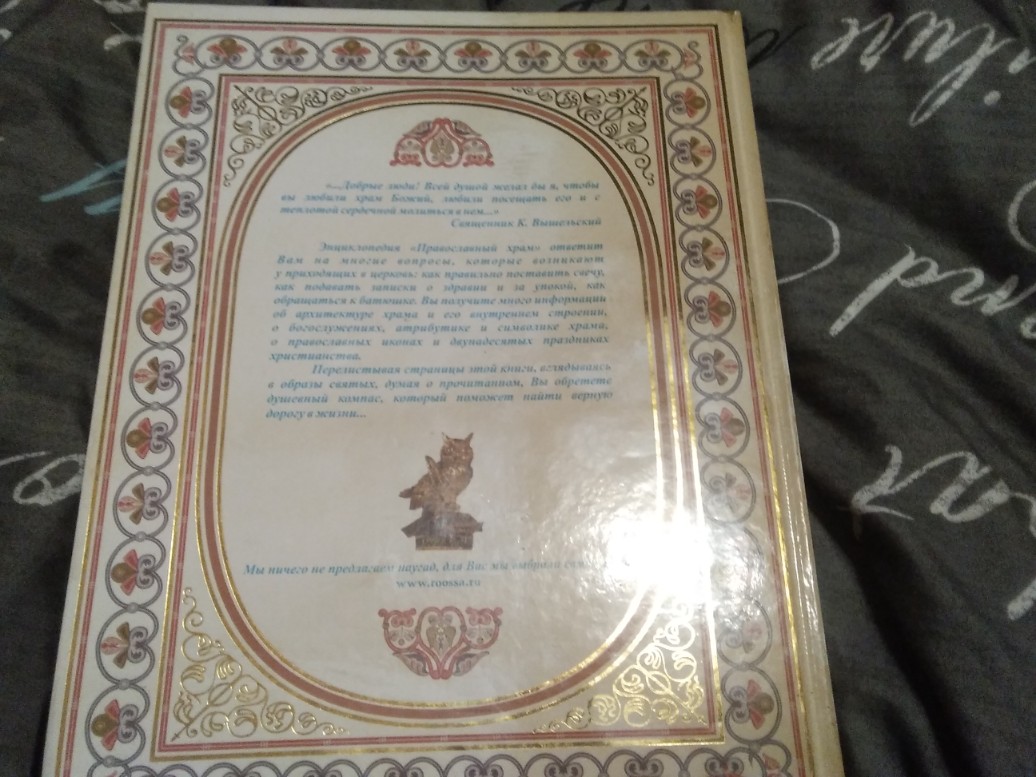 «...Добрые люди! Всей душой желал бы я, чтобы
вы любили храм Божий, любили посещать его и с
теплотой сердечной молиться в нем...»
Священник К. Вышельский
Энциклопедия «Православный храм» ответит
Вам на многие вопросы, которые возникают
у приходящих в церковь: как правильно поставить свечу,
как подавать записки о здравии и за упокой, как
обращаться к батюшке. Вы получите много информации
об архитектуре храма и его внутреннем строении,
о богослужениях, атрибутике и символике храма,
о православных иконах и двунадесятых праздниках
христианства.
Перелистывая страницы этой книги, вглядываясь
в образы святых, думая о прочитанном, Вы обретете
душевный компас, который поможет найти верную
дорогу в жизни...
Мы ничего не предлагаем наугад, для Вас мы выбрали
www.toossa.ru